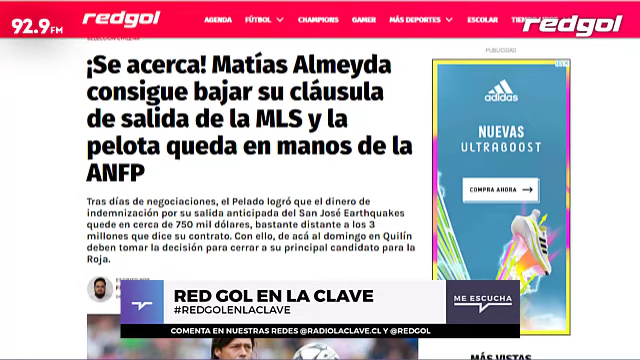 92.9FM
redgol
AGENDA FÚTBOL CHAMPIONS GAMER MÁS DEPORTES ESCOLAR
redgol
SELECCIÓN CHILENA
PUBLICIDAD
¡Se acerca! Matías Almeyda
consigue bajar su cláusula
de salida de la MLS y la
pelota queda en manos de la
ANFP
Tras días de negociaciones, el Pelado logró que el dinero de
indemnización por su salida anticipada del San José Earthquakes
quede en cerca de 750 mil dólares, bastante distante a los 3
millones que dice su contrato. Con ello, de acá al domingo en Quilín
deben tomar la decisión para cerrar a su principal candidato para la
Roja.
adidas
NUEVAS
ULTRABOOST
COMPRA AHORA
RED GOL EN LA CLAVE
#REDGOLENLACLAVE
ME ESCUCHA
COMENTA EN NUESTRAS REDES @RADIOLACLAVE.CL Y @REDGOL
MÁS VISTAS